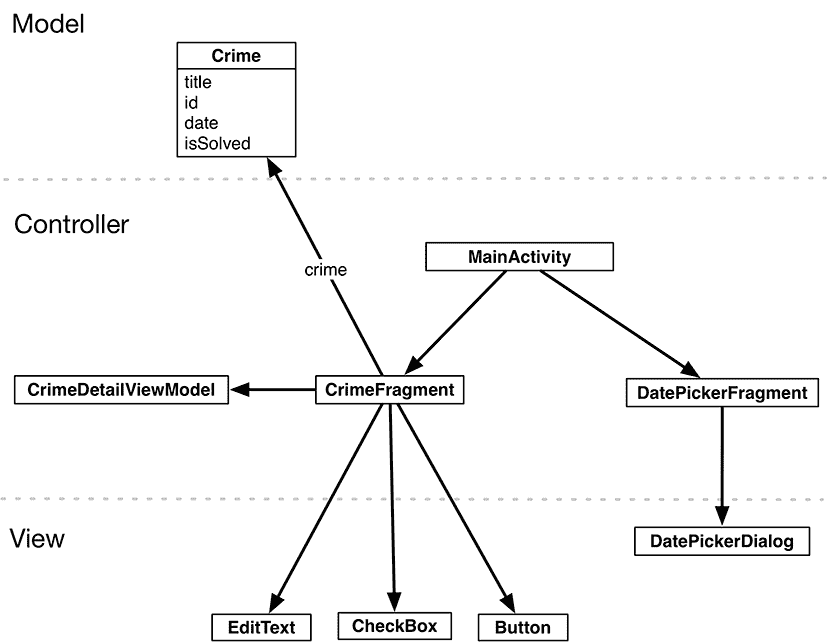 Model
Crime
title
id
date
isSolved
Controller
MainActivity
crime
CrimeDetailViewModel
CrimeFragment
DatePickerFragment
View
DatePickerDialog
EditText
CheckBox
Button